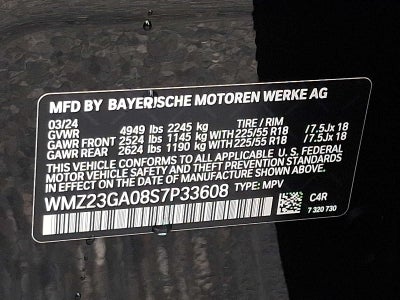 MFD BY BAYERISCHE MOTOREN WERKE AG
03/24 TIRE / RIM
GVWR 4949 lbs 2245 kg
GAWR FRONT 2524 lbs 1145 kg WITH 225/55 R18 / 7.5Jx 18
GAWR REAR 2624 lbs 1190 kg WITH 225/55 R18 / 7.5Jx 18
THIS VEHICLE CONFORMS TO ALL APPLICABLE U. S. FEDERAL
MOTOR VEHICLE SAFETY AND THEFT PREVENTION STANDARDS
IN EFFECT ON THE DATE OF MANUFACTURE SHOWN ABOVE.
WMZ23GA08S7P33608 TYPE: MPV
C4R
7 320 730